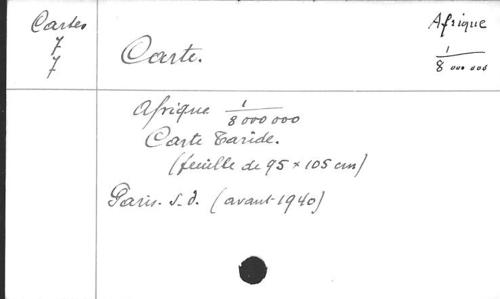 Cartes
7
7
Afrique
1/8 000 000
Carte.
Afrique 1/8 000 000
Carte Taride.
(feuille de 95 x 105 cm)
Paris. s.d. (avant 1940)